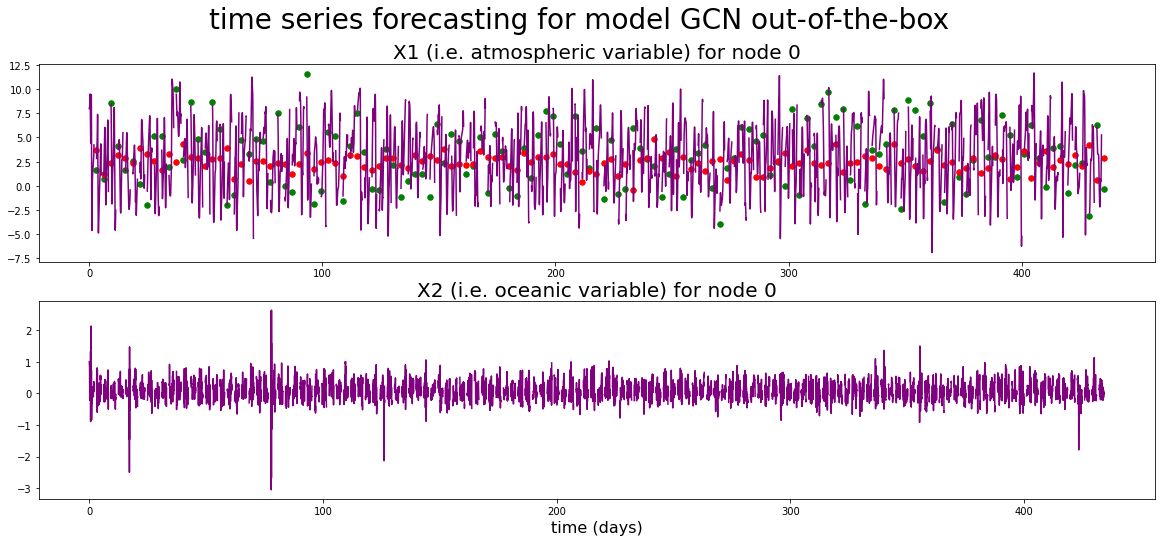 time series forecasting for model GCN out-of-the-box
X1 (i.e. atmospheric variable) for node 0
12.5
10.0
7.5
5.0
2.5
0.0
−2.5
−5.0
−7.5
0 100 200 300 400
X2 (i.e. oceanic variable) for node 0
2
1
0
−1
−2
−3
0 100 200 300 400
time (days)